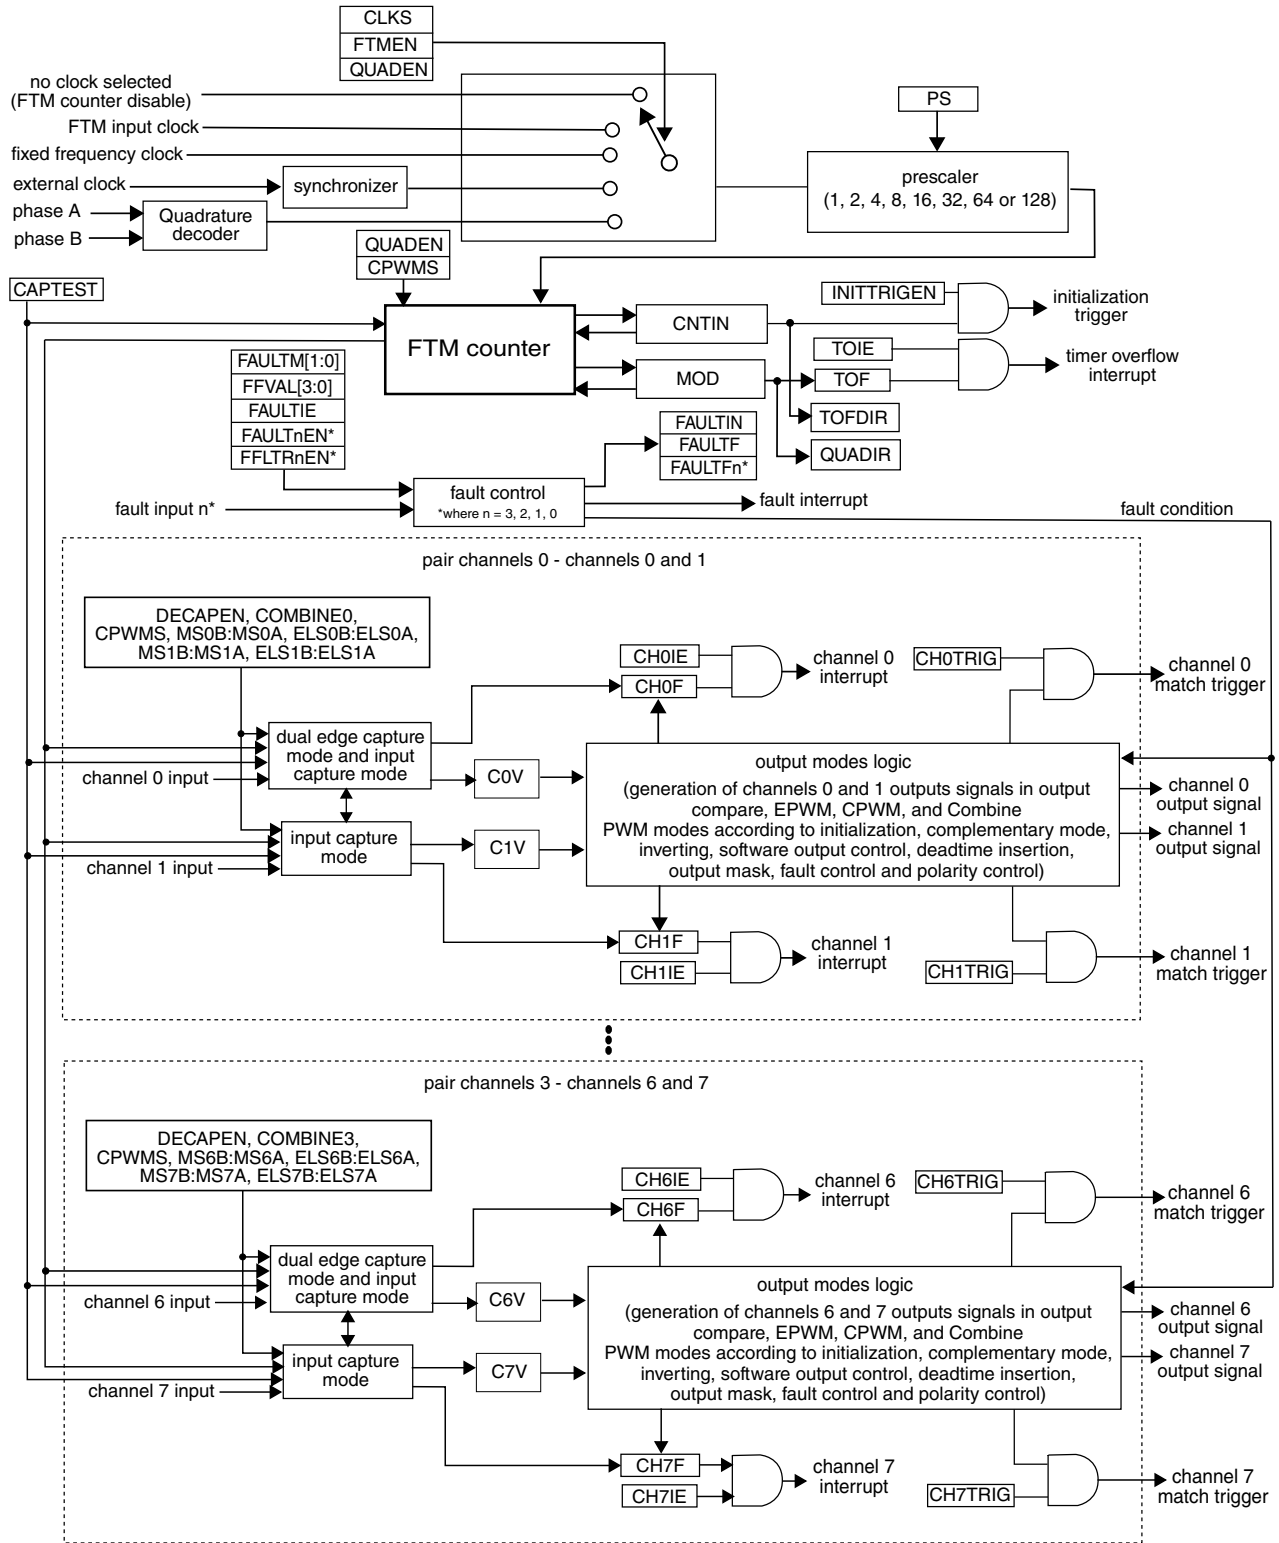 CLKS
FTMEN
QUADEN
no clock selected
(FTM counter disable)
FTM input clock
fixed frequency clock
external clock
synchronizer
phase A
phase B
Quadrature
decoder
PS
prescaler
(1, 2, 4, 8, 16, 32, 64 or 128)
QUADEN
CPWMS
CAPTEST
FTM counter
CNTIN
MOD
INITTRIGEN
initialization
trigger
TOIE
TOF
timer overflow
interrupt
TOFDIR
QUADIR
FAULTM[1:0]
FFVAL[3:0]
FAULTIE
FAULTnEN*
FFLTRnEN*
FAULTIN
FAULTF
FAULTFn*
fault input n*
fault control
*where n = 3, 2, 1, 0
fault interrupt
fault condition
pair channels 0 - channels 0 and 1
DECAPEN, COMBINE0,
CPWMS, MS0B:MS0A, ELS0B:ELS0A,
MS1B:MS1A, ELS1B:ELS1A
CH0IE
CH0F
channel 0
interrupt
CH0TRIG
channel 0
match trigger
dual edge capture
mode and input
capture mode
channel 0 input
C0V
input capture
mode
channel 1 input
C1V
output modes logic
(generation of channels 0 and 1 outputs signals in output
compare, EPWM, CPWM, and Combine
PWM modes according to initialization, complementary mode,
inverting, software output control, deadtime insertion,
output mask, fault control and polarity control)
channel 0
output signal
channel 1
output signal
CH1F
CH1IE
channel 1
interrupt
CH1TRIG
channel 1
match trigger
pair channels 3 - channels 6 and 7
DECAPEN, COMBINE3,
CPWMS, MS6B:MS6A, ELS6B:ELS6A,
MS7B:MS7A, ELS7B:ELS7A
CH6IE
CH6F
channel 6
interrupt
CH6TRIG
channel 6
match trigger
dual edge capture
mode and input
capture mode
channel 6 input
C6V
input capture
mode
channel 7 input
C7V
output modes logic
(generation of channels 6 and 7 outputs signals in output
compare, EPWM, CPWM, and Combine
PWM modes according to initialization, complementary mode,
inverting, software output control, deadtime insertion,
output mask, fault control and polarity control)
channel 6
output signal
channel 7
output signal
CH7F
CH7IE
channel 7
interrupt
CH7TRIG
channel 7
match trigger